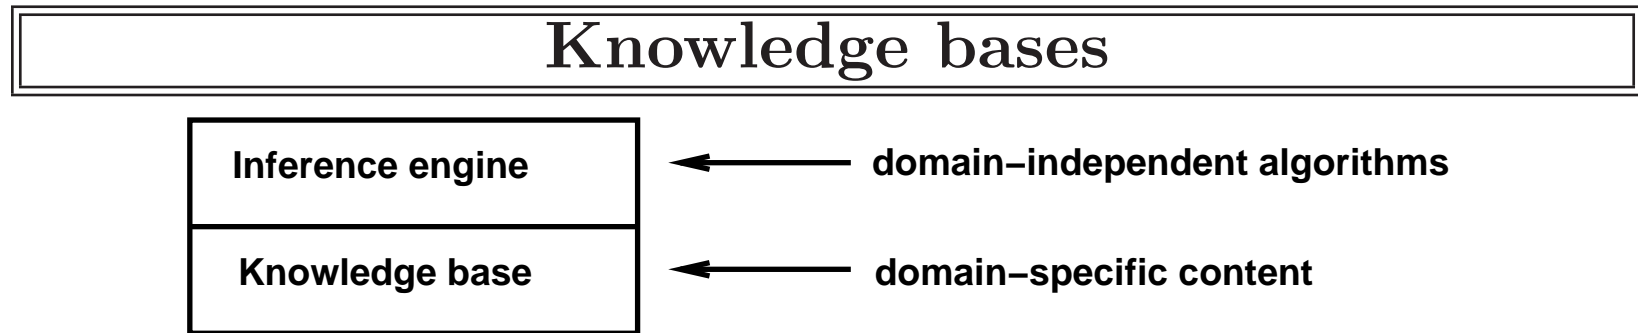 Knowledge bases
Inference engine domain–independent algorithms
Knowledge base domain–specific content